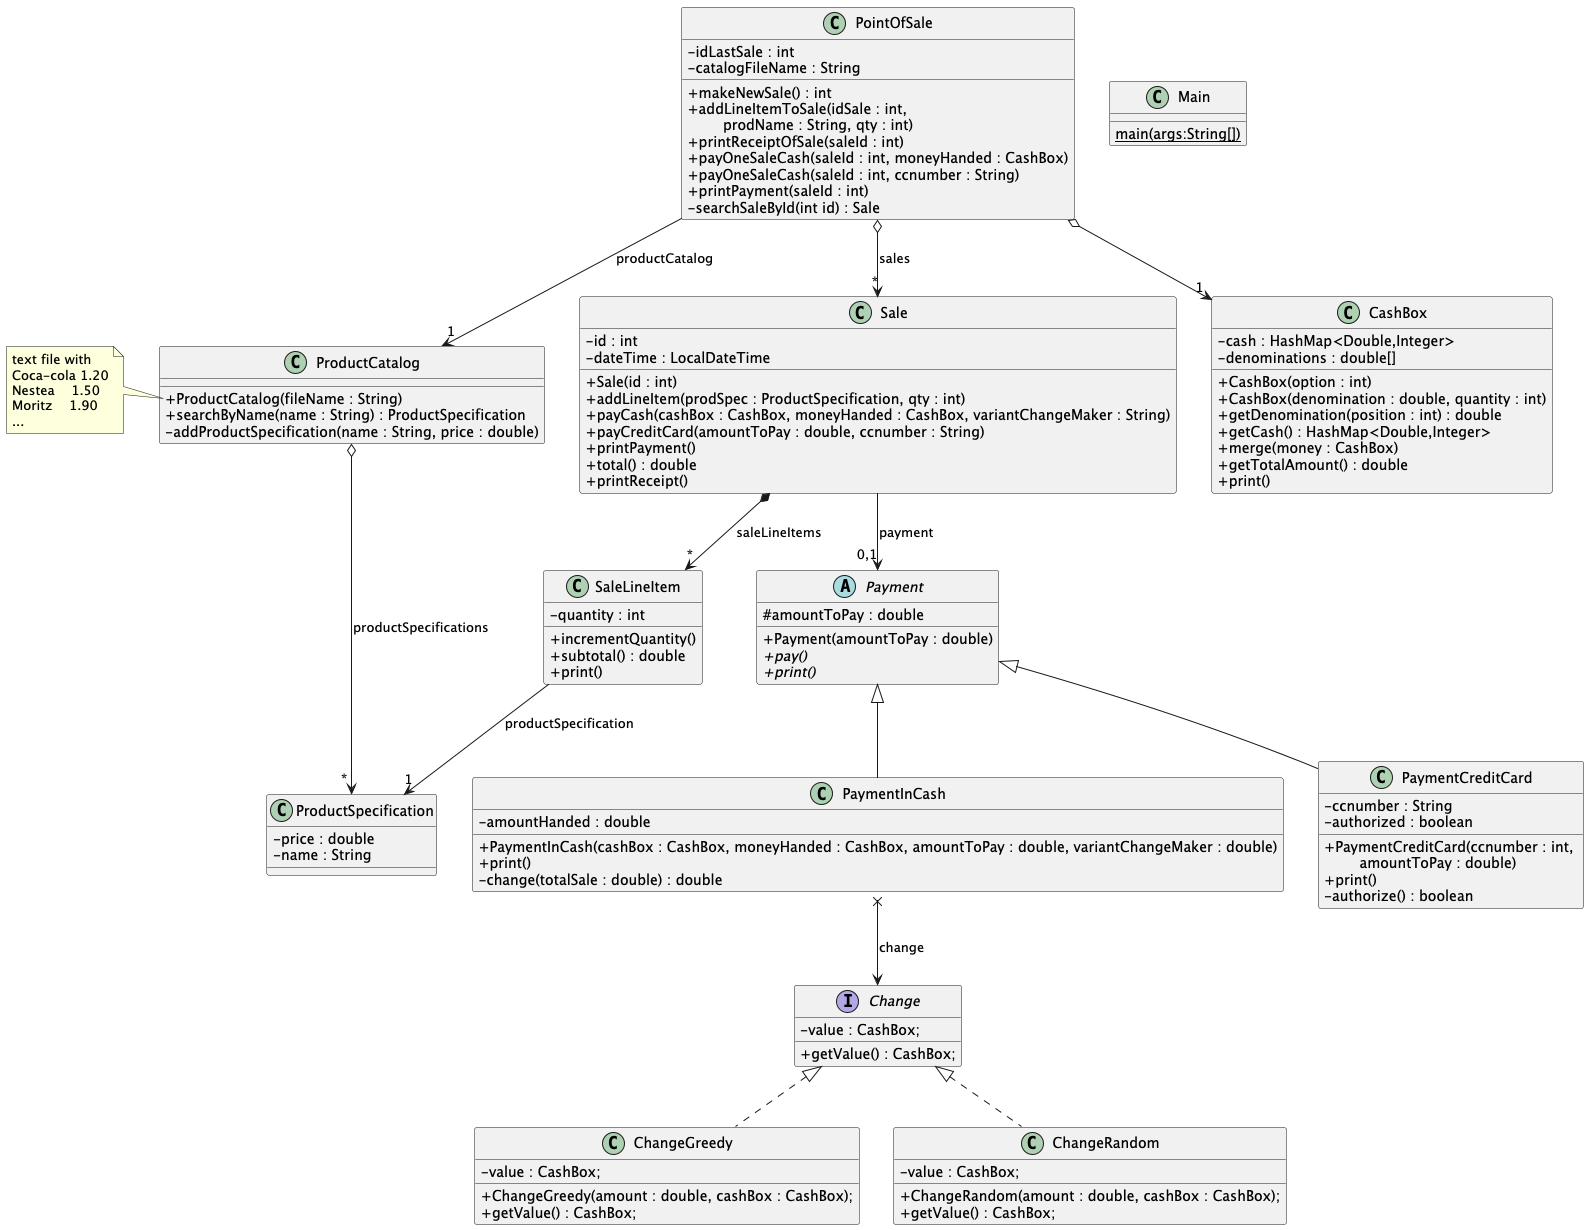 C PointOfSale
-idLastSale : int
-catalogFileName : String
+makeNewSale() : int
+addLineItemToSale(idSale : int,
prodName : String, qty : int)
+printReceiptOfSale(saleId : int)
+payOneSaleCash(saleId : int, moneyHanded : CashBox)
+payOneSaleCash(saleId : int, ccnumber : String)
+printPayment(saleId : int)
-searchSaleById(int id) : Sale
C Main
main(args:String[])
productCatalog
1
sales
*
1
text file with
Coca-cola 1.20
Nestea 1.50
Moritz 1.90
...
C ProductCatalog
+ProductCatalog(fileName : String)
+searchByName(name : String) : ProductSpecification
-addProductSpecification(name : String, price : double)
C Sale
-id : int
-dateTime : LocalDateTime
+Sale(id : int)
+addLineItem(prodSpec : ProductSpecification, qty : int)
+payCash(cashBox : CashBox, moneyHanded : CashBox, variantChangeMaker : String)
+payCreditCard(amountToPay : double, ccnumber : String)
+printPayment()
+total() : double
+printReceipt()
C CashBox
-cash : HashMap<Double,Integer>
-denominations : double[]
+CashBox(option : int)
+CashBox(denomination : double, quantity : int)
+getDenomination(position : int) : double
+getCash() : HashMap<Double,Integer>
+merge(money : CashBox)
+getTotalAmount() : double
+print()
saleLineItems
*
payment
0,1
productSpecifications
*
C SaleLineItem
-quantity : int
+incrementQuantity()
+subtotal() : double
+print()
A Payment
#amountToPay : double
+Payment(amountToPay : double)
+pay()
+print()
productSpecification
1
C ProductSpecification
-price : double
-name : String
C PaymentInCash
-amountHanded : double
+PaymentInCash(cashBox : CashBox, moneyHanded : CashBox, amountToPay : double, variantChangeMaker : double)
+print()
-change(totalSale : double) : double
C PaymentCreditCard
-ccnumber : String
-authorized : boolean
+PaymentCreditCard(ccnumber : int,
amountToPay : double)
+print()
-authorize() : boolean
change
I Change
-value : CashBox;
+getValue() : CashBox;
C ChangeGreedy
-value : CashBox;
+ChangeGreedy(amount : double, cashBox : CashBox);
+getValue() : CashBox;
C ChangeRandom
-value : CashBox;
+ChangeRandom(amount : double, cashBox : CashBox);
+getValue() : CashBox;